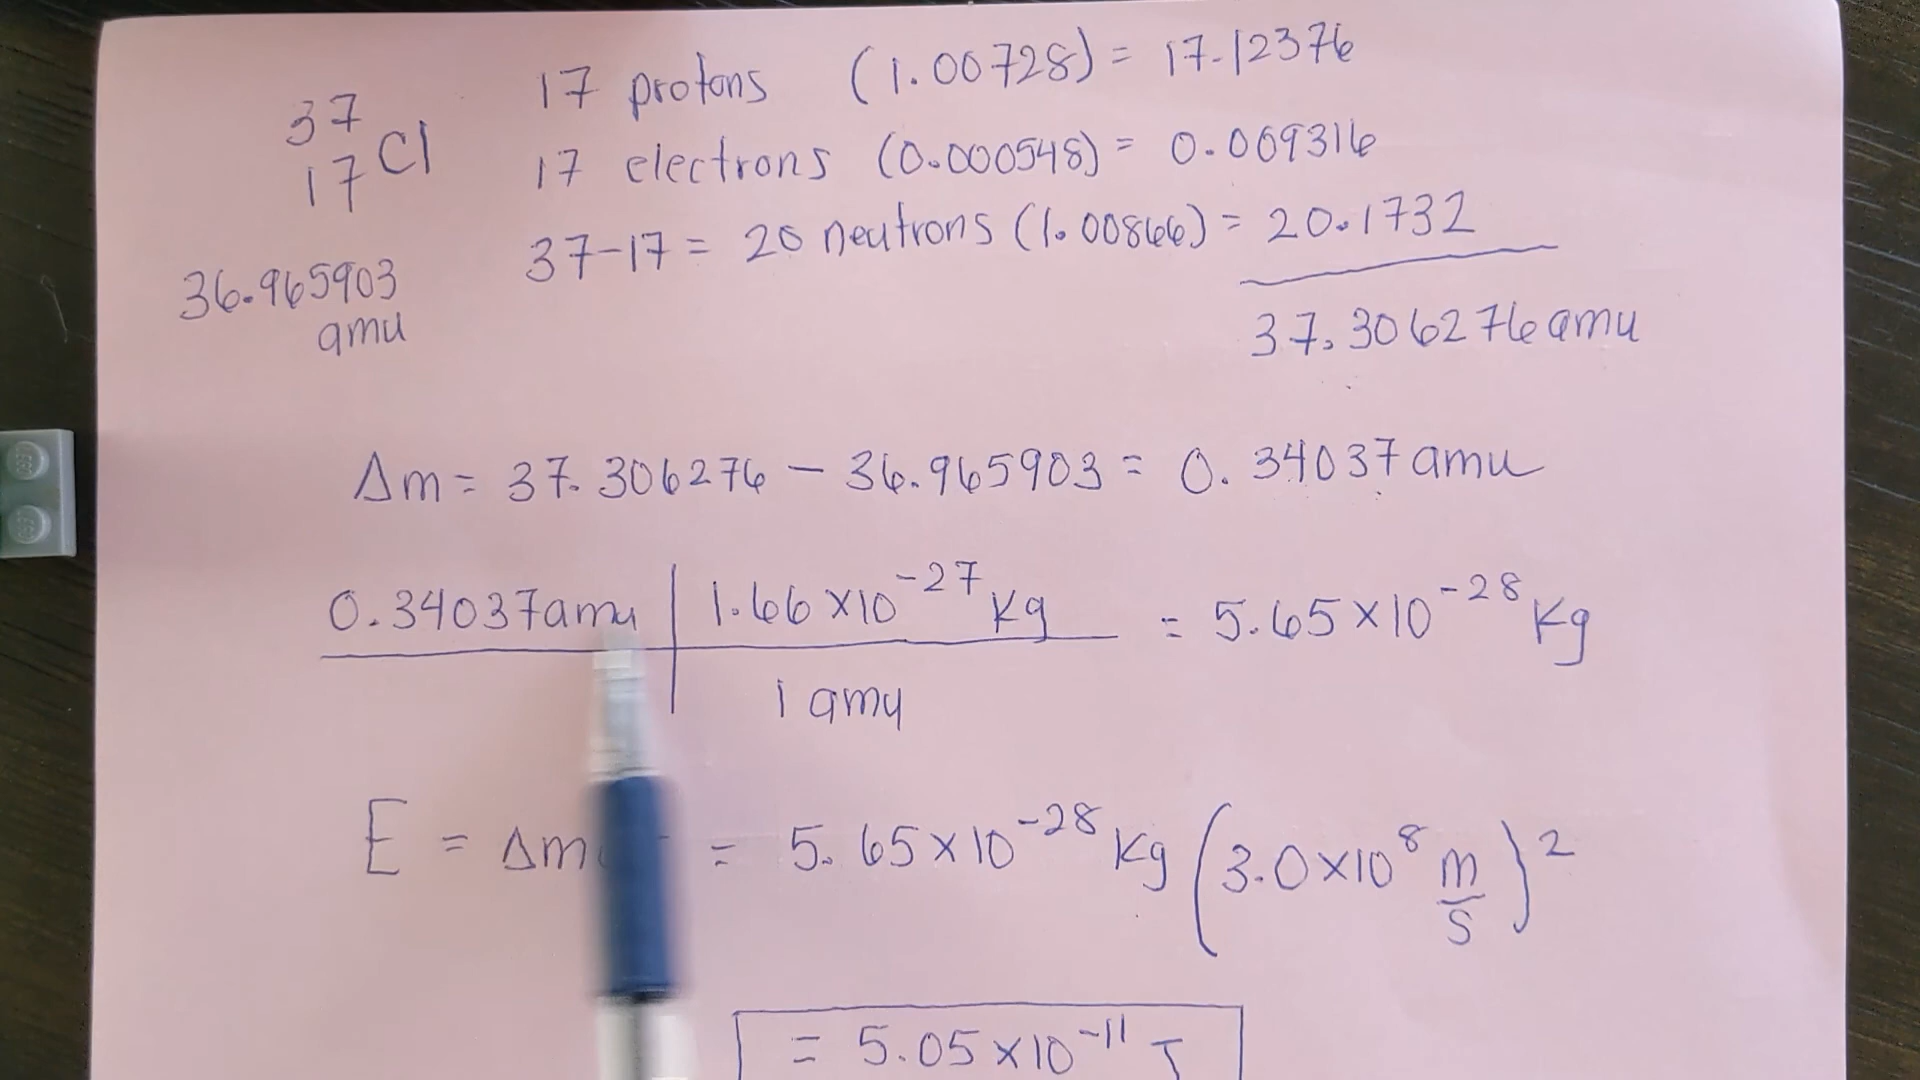 37
17 Cl
36.965903
amu
17 protons (1.00728) = 17.12376
17 electrons (0.000548) = 0.009316
37-17 = 20 neutrons (1.00866) = 20.1732
37.306276 amu
Δm = 37.306276 − 36.965903 = 0.34037 amu
0.34037 amu | 1.66 × 10⁻²⁷ Kg = 5.65 × 10⁻²⁸ Kg
1 amu
E = Δm = 5.65 × 10⁻²⁸ Kg (3.0 × 10⁸ m/s)²
= 5.05 × 10⁻¹¹ J